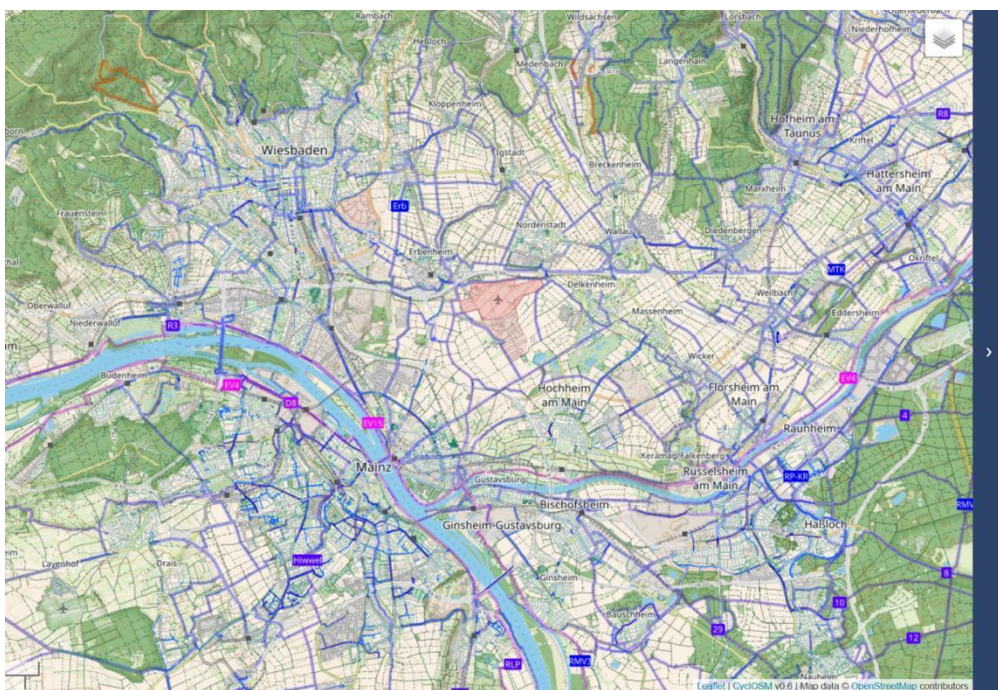 Rambach
Wildsachsen
Lorsbach
Niederhofheim
Heßloch
Medenbach
Langenhain
Kloppenheim
Hofheim am
Taunus
R8
Kriftel
Wiesbaden
Igstadt
Breckenheim
Hattersheim
am Main
Marxheim
Frauenstein
Erb
Nordenstadt
Wallau
Diedenbergen
Erbenheim
Okriftel
MTK
Delkenheim
Weilbach
Oberwalluf
Massenheim
Eddersheim
Niederwalluf
R3
Wicker
Budenheim
EV4
EV4
Hochheim
am Main
Flörsheim am
Main
D8
4
EV15
Raunheim
Mainz
Keramag/Falkenberg
Rüsselsheim
am Main
Gustavsburg
RP-KR
Bischofsheim
RMV
Ginsheim-Gustavsburg
Haßloch
Layenhof
Drais
Hiwwel
Ginsheim
8
10
Bauschheim
29
12
RLP
RMV3
Nauheim
Leaflet | CyclOSM v0.6 | Map data © OpenStreetMap contributors